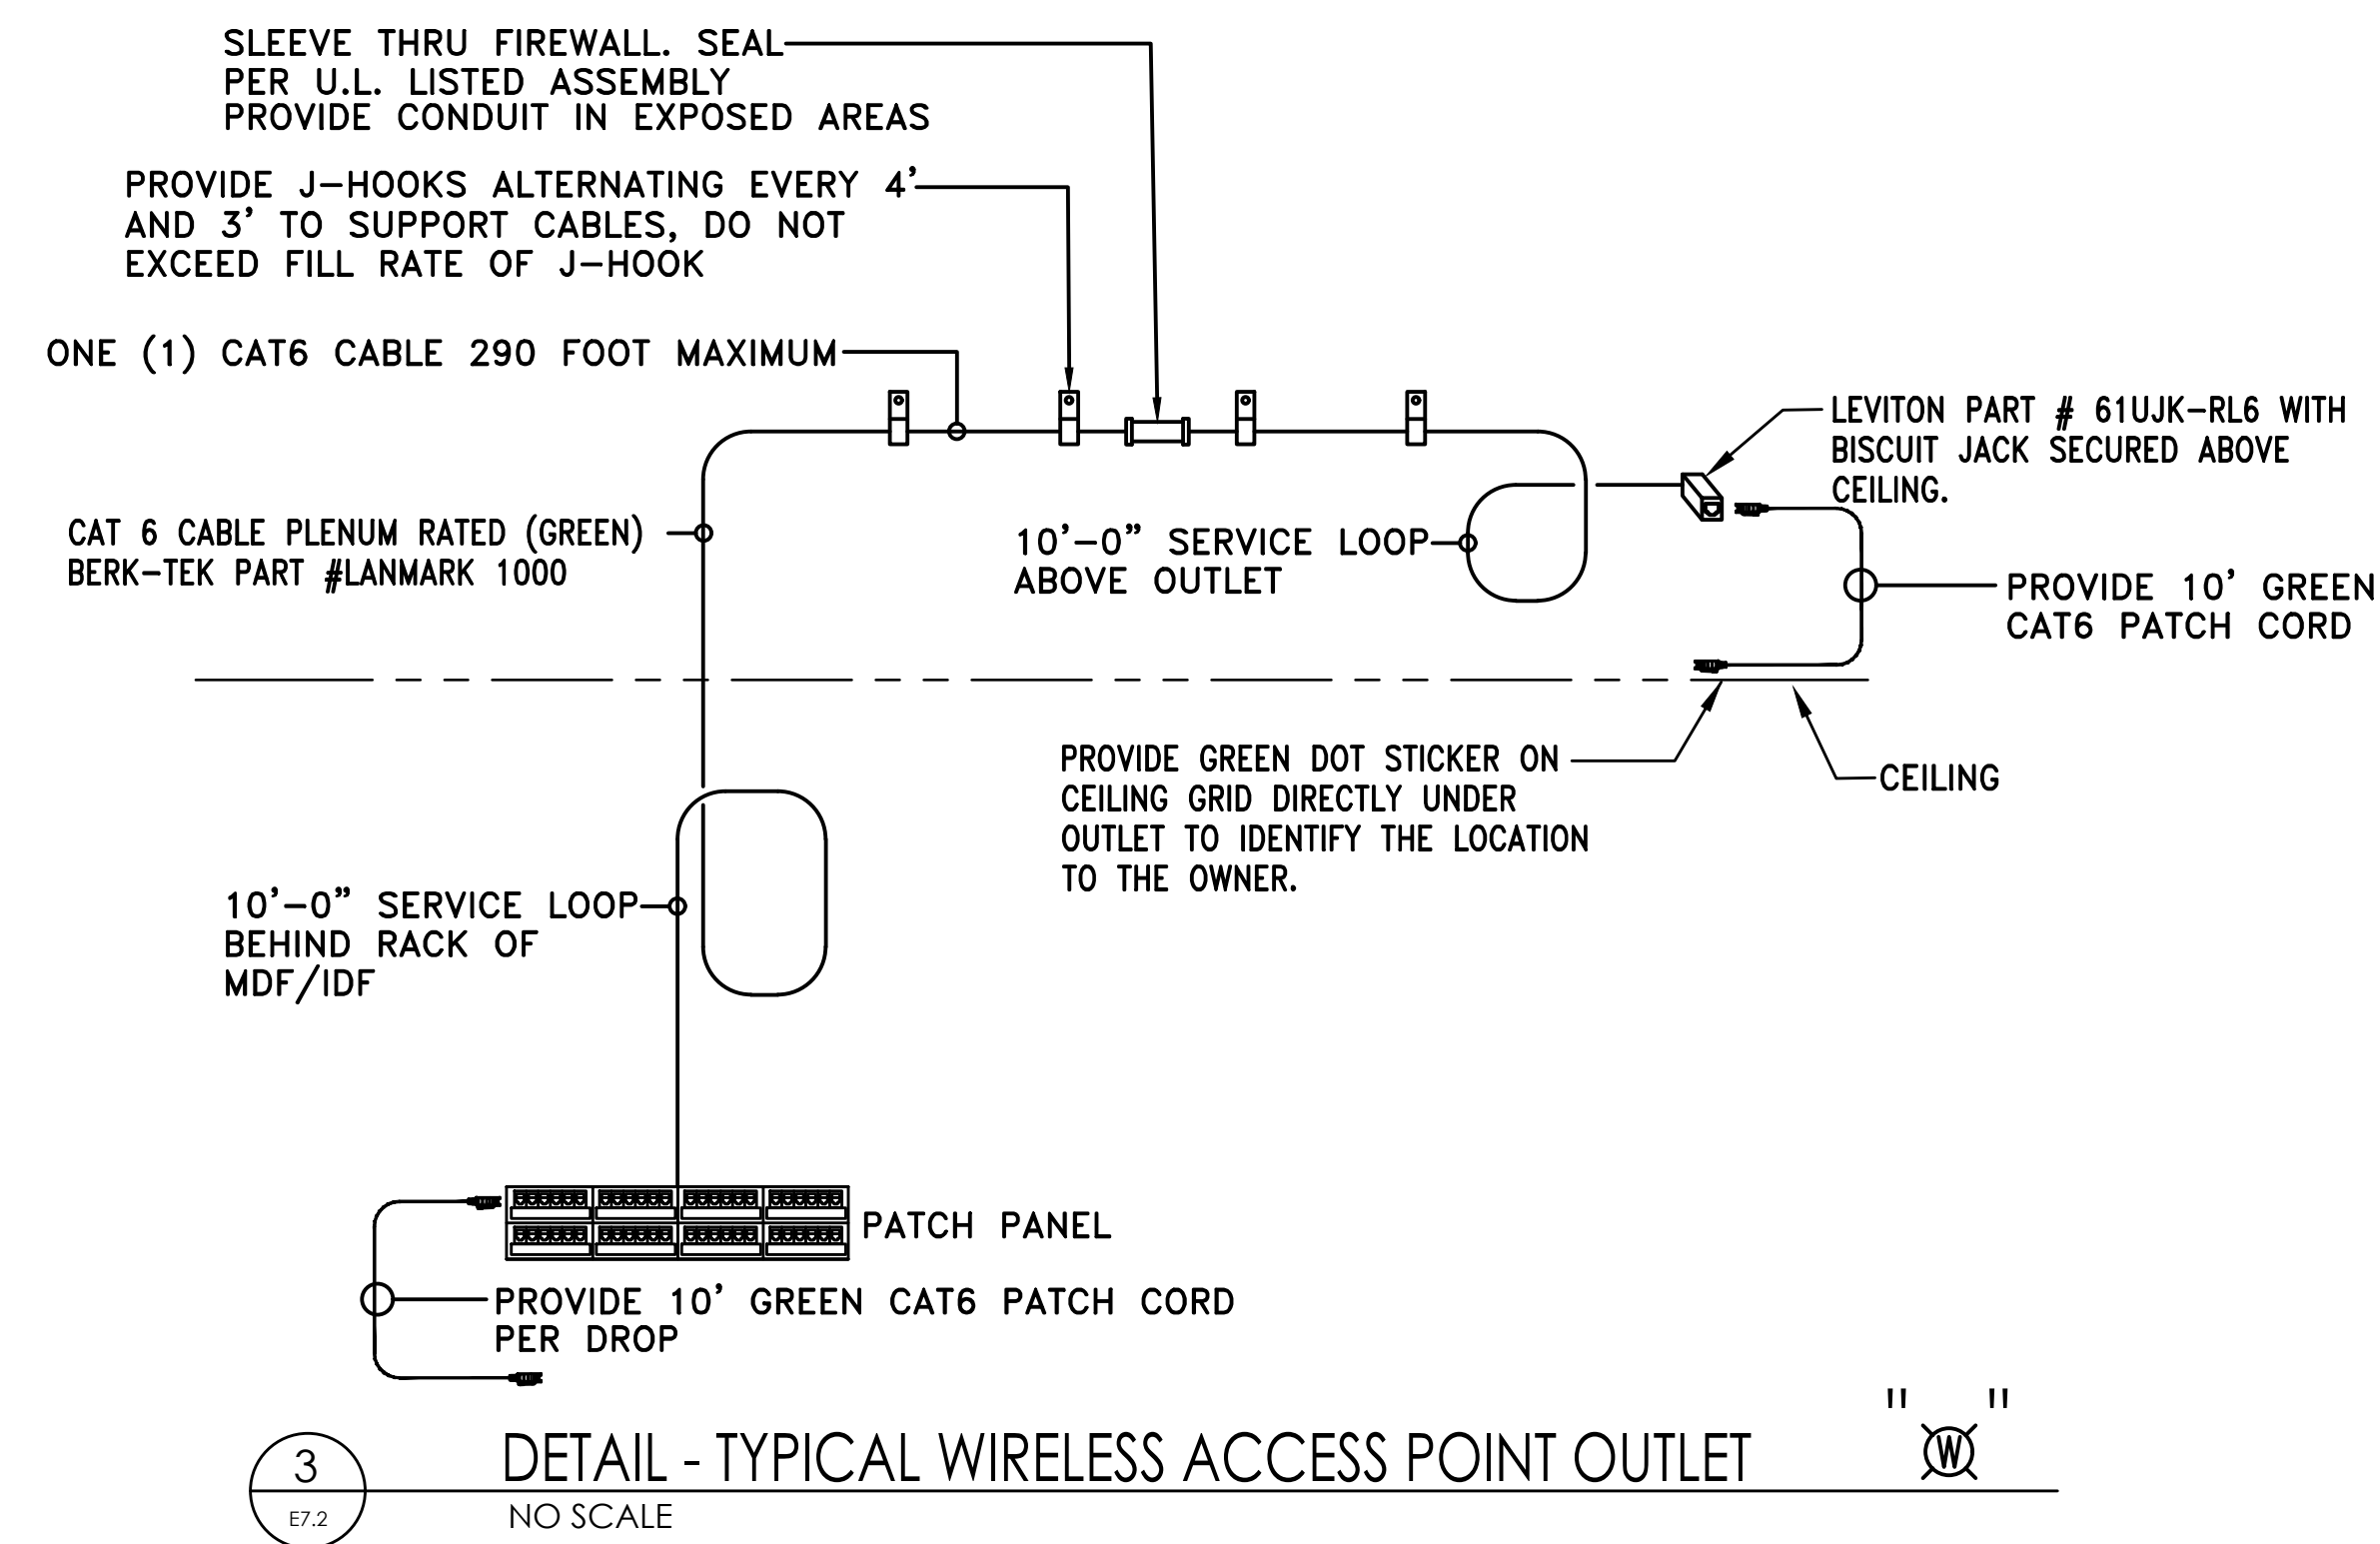 SLEEVE THRU FIREWALL. SEAL
PER U.L. LISTED ASSEMBLY
PROVIDE CONDUIT IN EXPOSED AREAS
PROVIDE J-HOOKS ALTERNATING EVERY 4'
AND 3' TO SUPPORT CABLES, DO NOT
EXCEED FILL RATE OF J-HOOK
ONE (1) CAT6 CABLE 290 FOOT MAXIMUM
LEVITON PART # 61UJK-RL6 WITH
BISCUIT JACK SECURED ABOVE
CEILING.
CAT 6 CABLE PLENUM RATED (GREEN)
BERK-TEK PART #LANMARK 1000
10'-0" SERVICE LOOP
ABOVE OUTLET
PROVIDE 10' GREEN
CAT6 PATCH CORD
PROVIDE GREEN DOT STICKER ON
CEILING GRID DIRECTLY UNDER
OUTLET TO IDENTIFY THE LOCATION
TO THE OWNER.
CEILING
10'-0" SERVICE LOOP
BEHIND RACK OF
MDF/IDF
PATCH PANEL
PROVIDE 10' GREEN CAT6 PATCH CORD
PER DROP
3
E7.2
DETAIL - TYPICAL WIRELESS ACCESS POINT OUTLET
"W"
NO SCALE